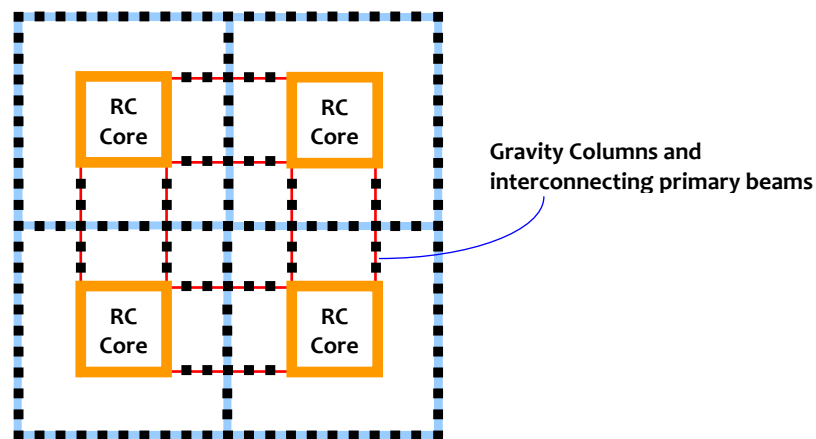 RC
Core
RC
Core
Gravity Columns and
interconnecting primary beams
RC
Core
RC
Core